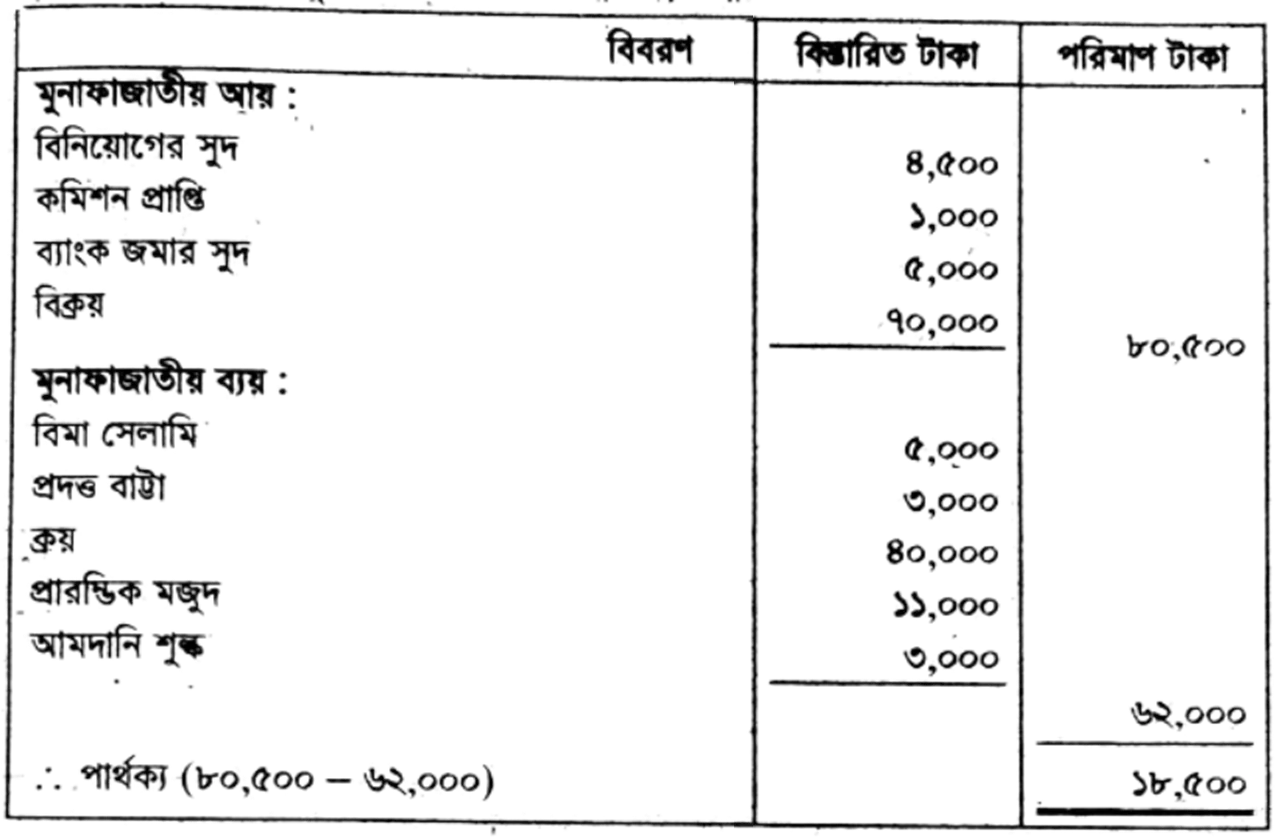 বিবরণ বিস্তারিত টাকা পরিমাণ টাকা
মুনাফাজাতীয় আয় :
বিনিয়োগের সুদ ৪,৫০০
কমিশন প্রাপ্তি ১,০০০
ব্যাংক জমার সুদ ৫,০০০
বিক্রয় ৭০,০০০ ৮০,৫০০
মুনাফাজাতীয় ব্যয় :
বিমা সেলামি ৫,০০০
প্রদত্ত বাট্টা ৩,০০০
ক্রয় ৪০,০০০
প্রারম্ভিক মজুদ ১১,০০০
আমদানি শুল্ক ৩,০০০
৬২,০০০
∴ পার্থক্য (৮০,৫০০ – ৬২,০০০) ১৮,৫০০